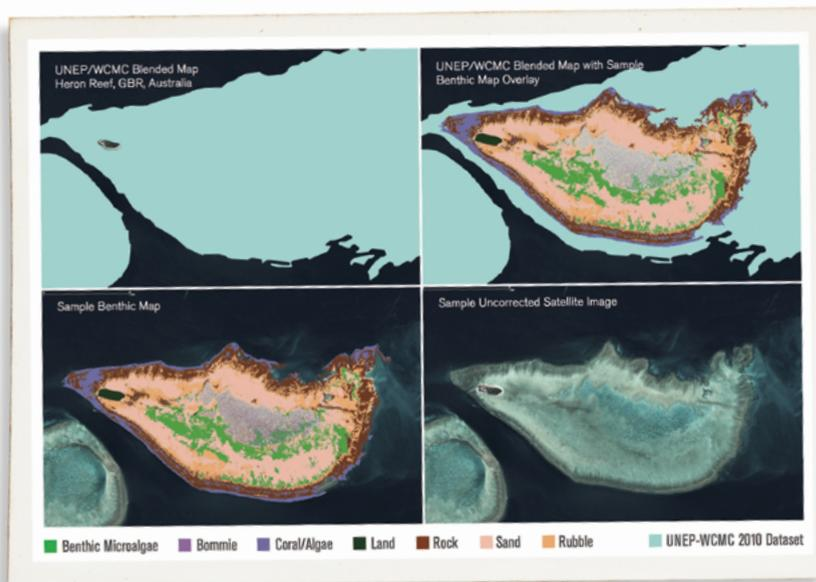 UNEP/WCMC Blended Map
Heron Reef, GBR, Australia
UNEP/WCMC Blended Map with Sample
Benthic Map Overlay
Sample Benthic Map
Sample Uncorrected Satellite Image
Benthic Microalgae
Bommie
Coral/Algae
Land
Rock
Sand
Rubble
UNEP-WCMC 2010 Dataset